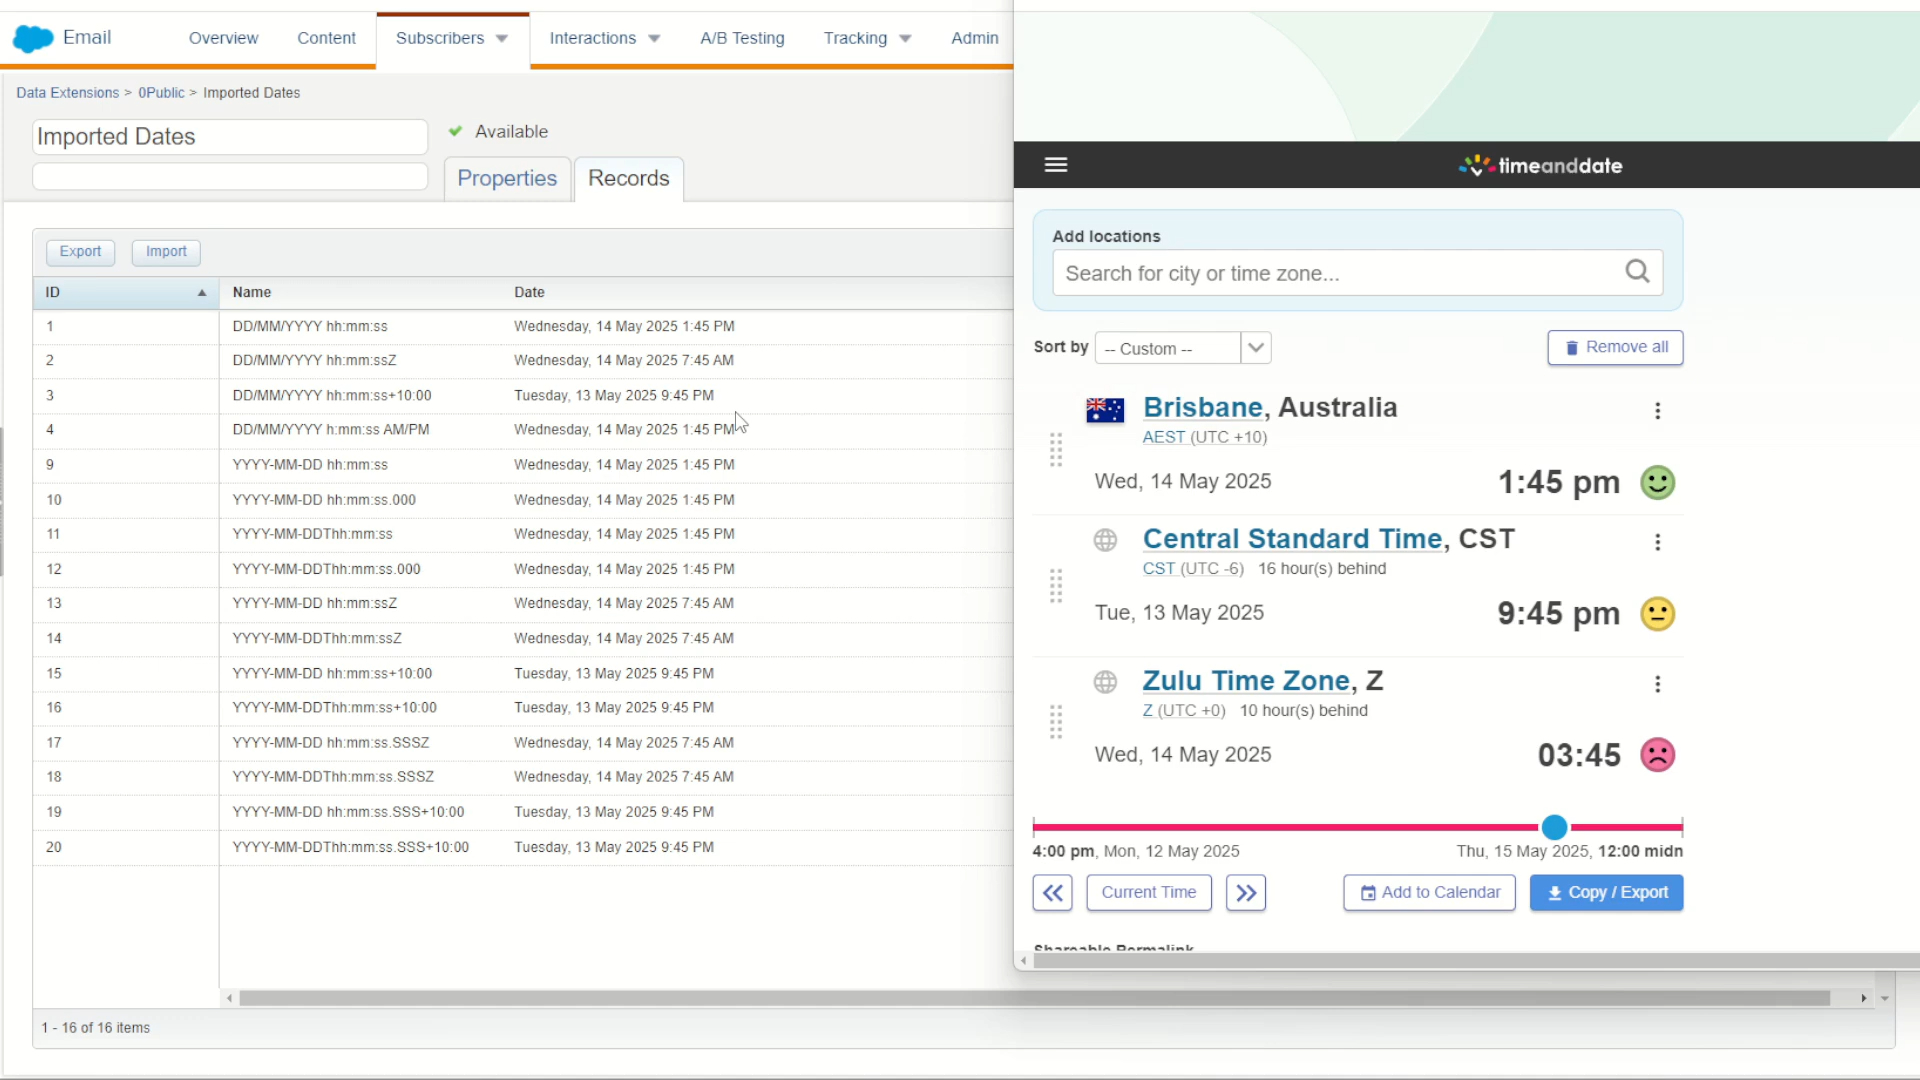 Email
Overview
Content
Subscribers
Interactions
A/B Testing
Tracking
Admin
Data Extensions > 0Public > Imported Dates
Imported Dates
Available
Properties
Records
Export
Import
ID Name Date
1 DD/MM/YYYY hh:mm:ss Wednesday, 14 May 2025 1:45 PM
2 DD/MM/YYYY hh:mm:ssZ Wednesday, 14 May 2025 7:45 AM
3 DD/MM/YYYY hh:mm:ss+10:00 Tuesday, 13 May 2025 9:45 PM
4 DD/MM/YYYY h:mm:ss AM/PM Wednesday, 14 May 2025 1:45 PM
9 YYYY-MM-DD hh:mm:ss Wednesday, 14 May 2025 1:45 PM
10 YYYY-MM-DD hh:mm:ss.000 Wednesday, 14 May 2025 1:45 PM
11 YYYY-MM-DDThh:mm:ss Wednesday, 14 May 2025 1:45 PM
12 YYYY-MM-DDThh:mm:ss.000 Wednesday, 14 May 2025 1:45 PM
13 YYYY-MM-DD hh:mm:ssZ Wednesday, 14 May 2025 7:45 AM
14 YYYY-MM-DDThh:mm:ssZ Wednesday, 14 May 2025 7:45 AM
15 YYYY-MM-DD hh:mm:ss+10:00 Tuesday, 13 May 2025 9:45 PM
16 YYYY-MM-DDThh:mm:ss+10:00 Tuesday, 13 May 2025 9:45 PM
17 YYYY-MM-DD hh:mm:ss.SSSZ Wednesday, 14 May 2025 7:45 AM
18 YYYY-MM-DDThh:mm:ss.SSSZ Wednesday, 14 May 2025 7:45 AM
19 YYYY-MM-DD hh:mm:ss.SSS+10:00 Tuesday, 13 May 2025 9:45 PM
20 YYYY-MM-DDThh:mm:ss.SSS+10:00 Tuesday, 13 May 2025 9:45 PM
1 - 16 of 16 items
timeanddate
Add locations
Search for city or time zone...
Sort by -- Custom --
Remove all
Brisbane, Australia
AEST (UTC +10)
Wed, 14 May 2025 1:45 pm
Central Standard Time, CST
CST (UTC -6) 16 hour(s) behind
Tue, 13 May 2025 9:45 pm
Zulu Time Zone, Z
Z (UTC +0) 10 hour(s) behind
Wed, 14 May 2025 03:45
4:00 pm, Mon, 12 May 2025
Thu, 15 May 2025, 12:00 midn
Current Time
Add to Calendar
Copy / Export
Shareable Permalink